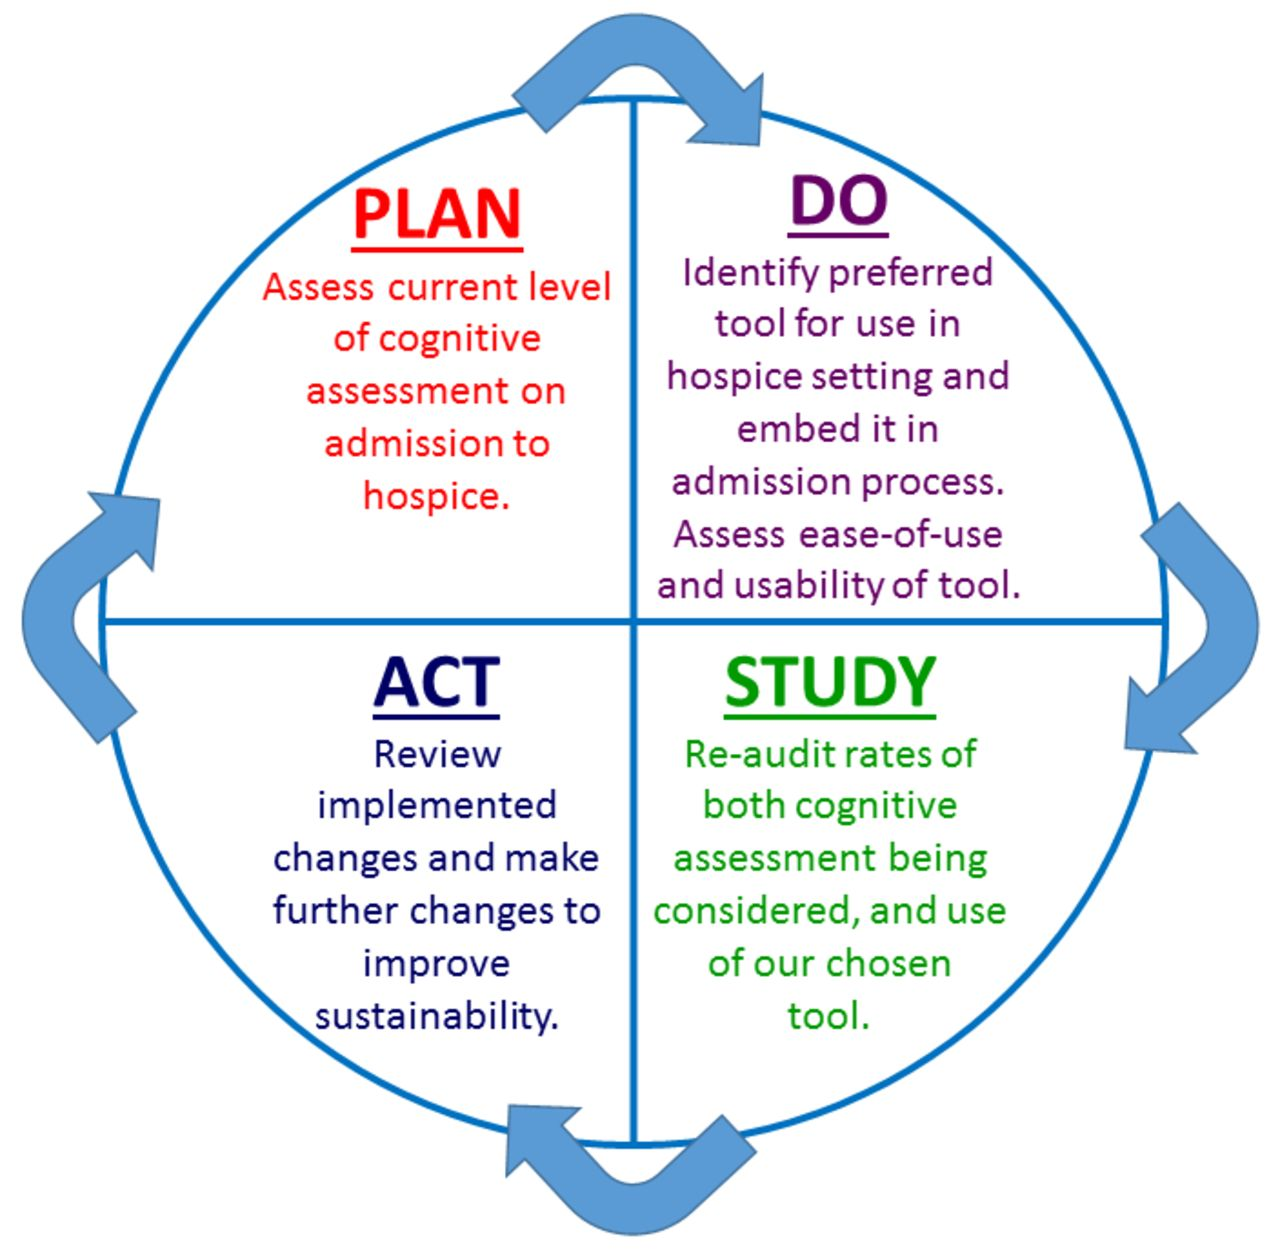 PLAN
Assess current level
of cognitive
assessment on
admission to
hospice.
DO
Identify preferred
tool for use in
hospice setting and
embed it in
admission process.
Assess ease-of-use
and usability of tool.
ACT
Review
implemented
changes and make
further changes to
improve
sustainability.
STUDY
Re-audit rates of
both cognitive
assessment being
considered, and use
of our chosen
tool.